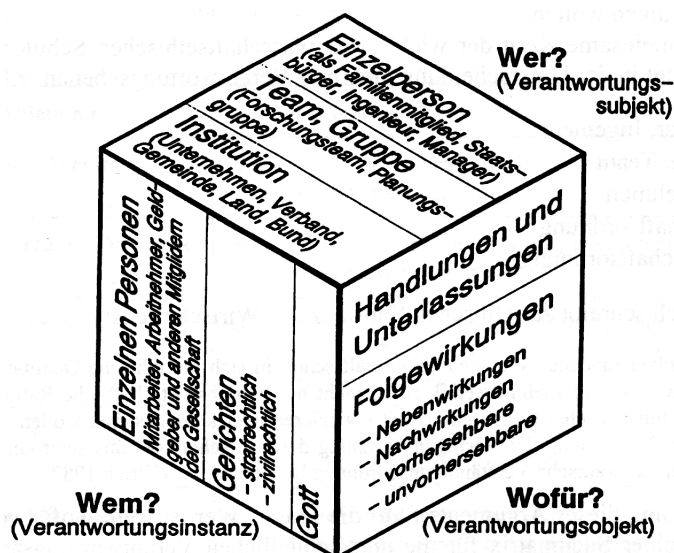 Einzelperson
(als Familienmitglied, Staats-
bürger, Ingenieur, Manager)
Team, Gruppe
(Forschungsteam, Planungs-
gruppe)
Institution
(Unternehmen, Verband,
Gemeinde, Land, Bund)
Wer?
(Verantwortungs-
subjekt)
Einzelnen Personen
Mitarbeiter, Arbeitnehmer, Geld-
geber und anderen Mitgliedern
der Gesellschaft
Gerichten
- strafrechtlich
- zivilrechtlich
Gott
Wem?
(Verantwortungsinstanz)
Handlungen und
Unterlassungen
Folgewirkungen
- Nebenwirkungen
- Nachwirkungen
- vorhersehbare
- unvorhersehbare
Wofür?
(Verantwortungsobjekt)